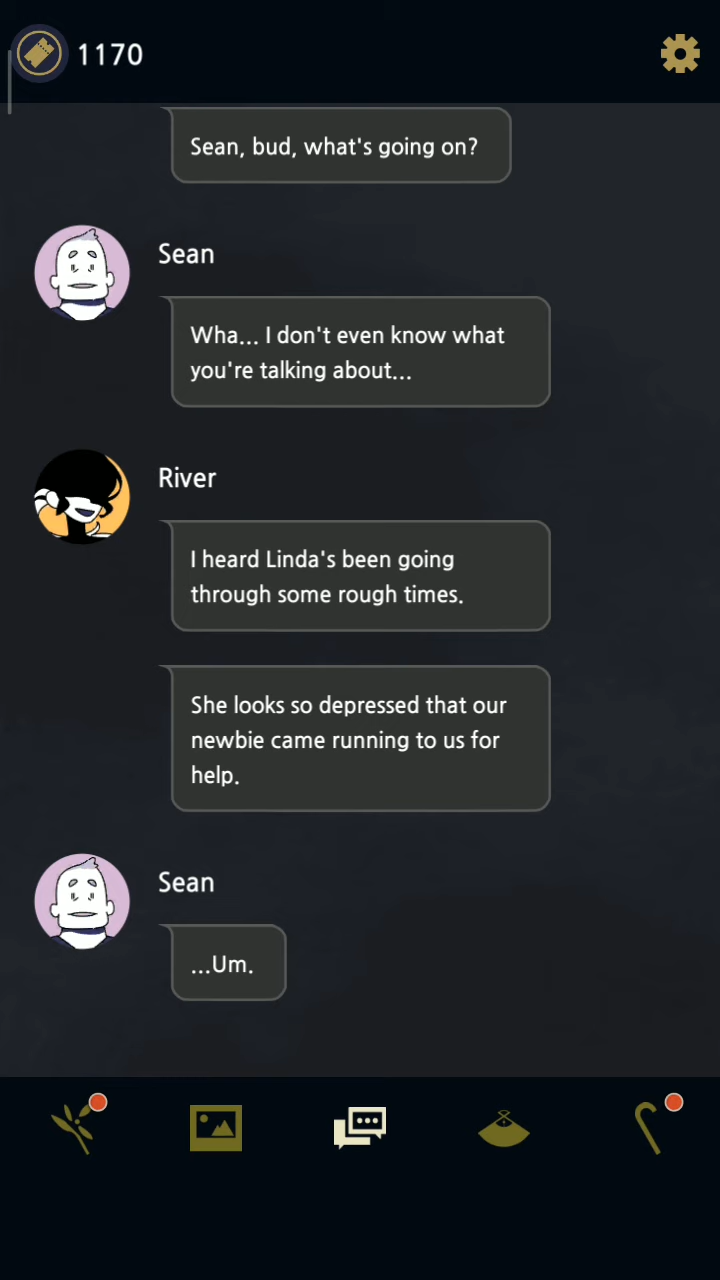 1170
Sean, bud, what's going on?
Sean
Wha... I don't even know what
you're talking about...
River
I heard Linda's been going
through some rough times.
She looks so depressed that our
newbie came running to us for
help.
Sean
...Um.